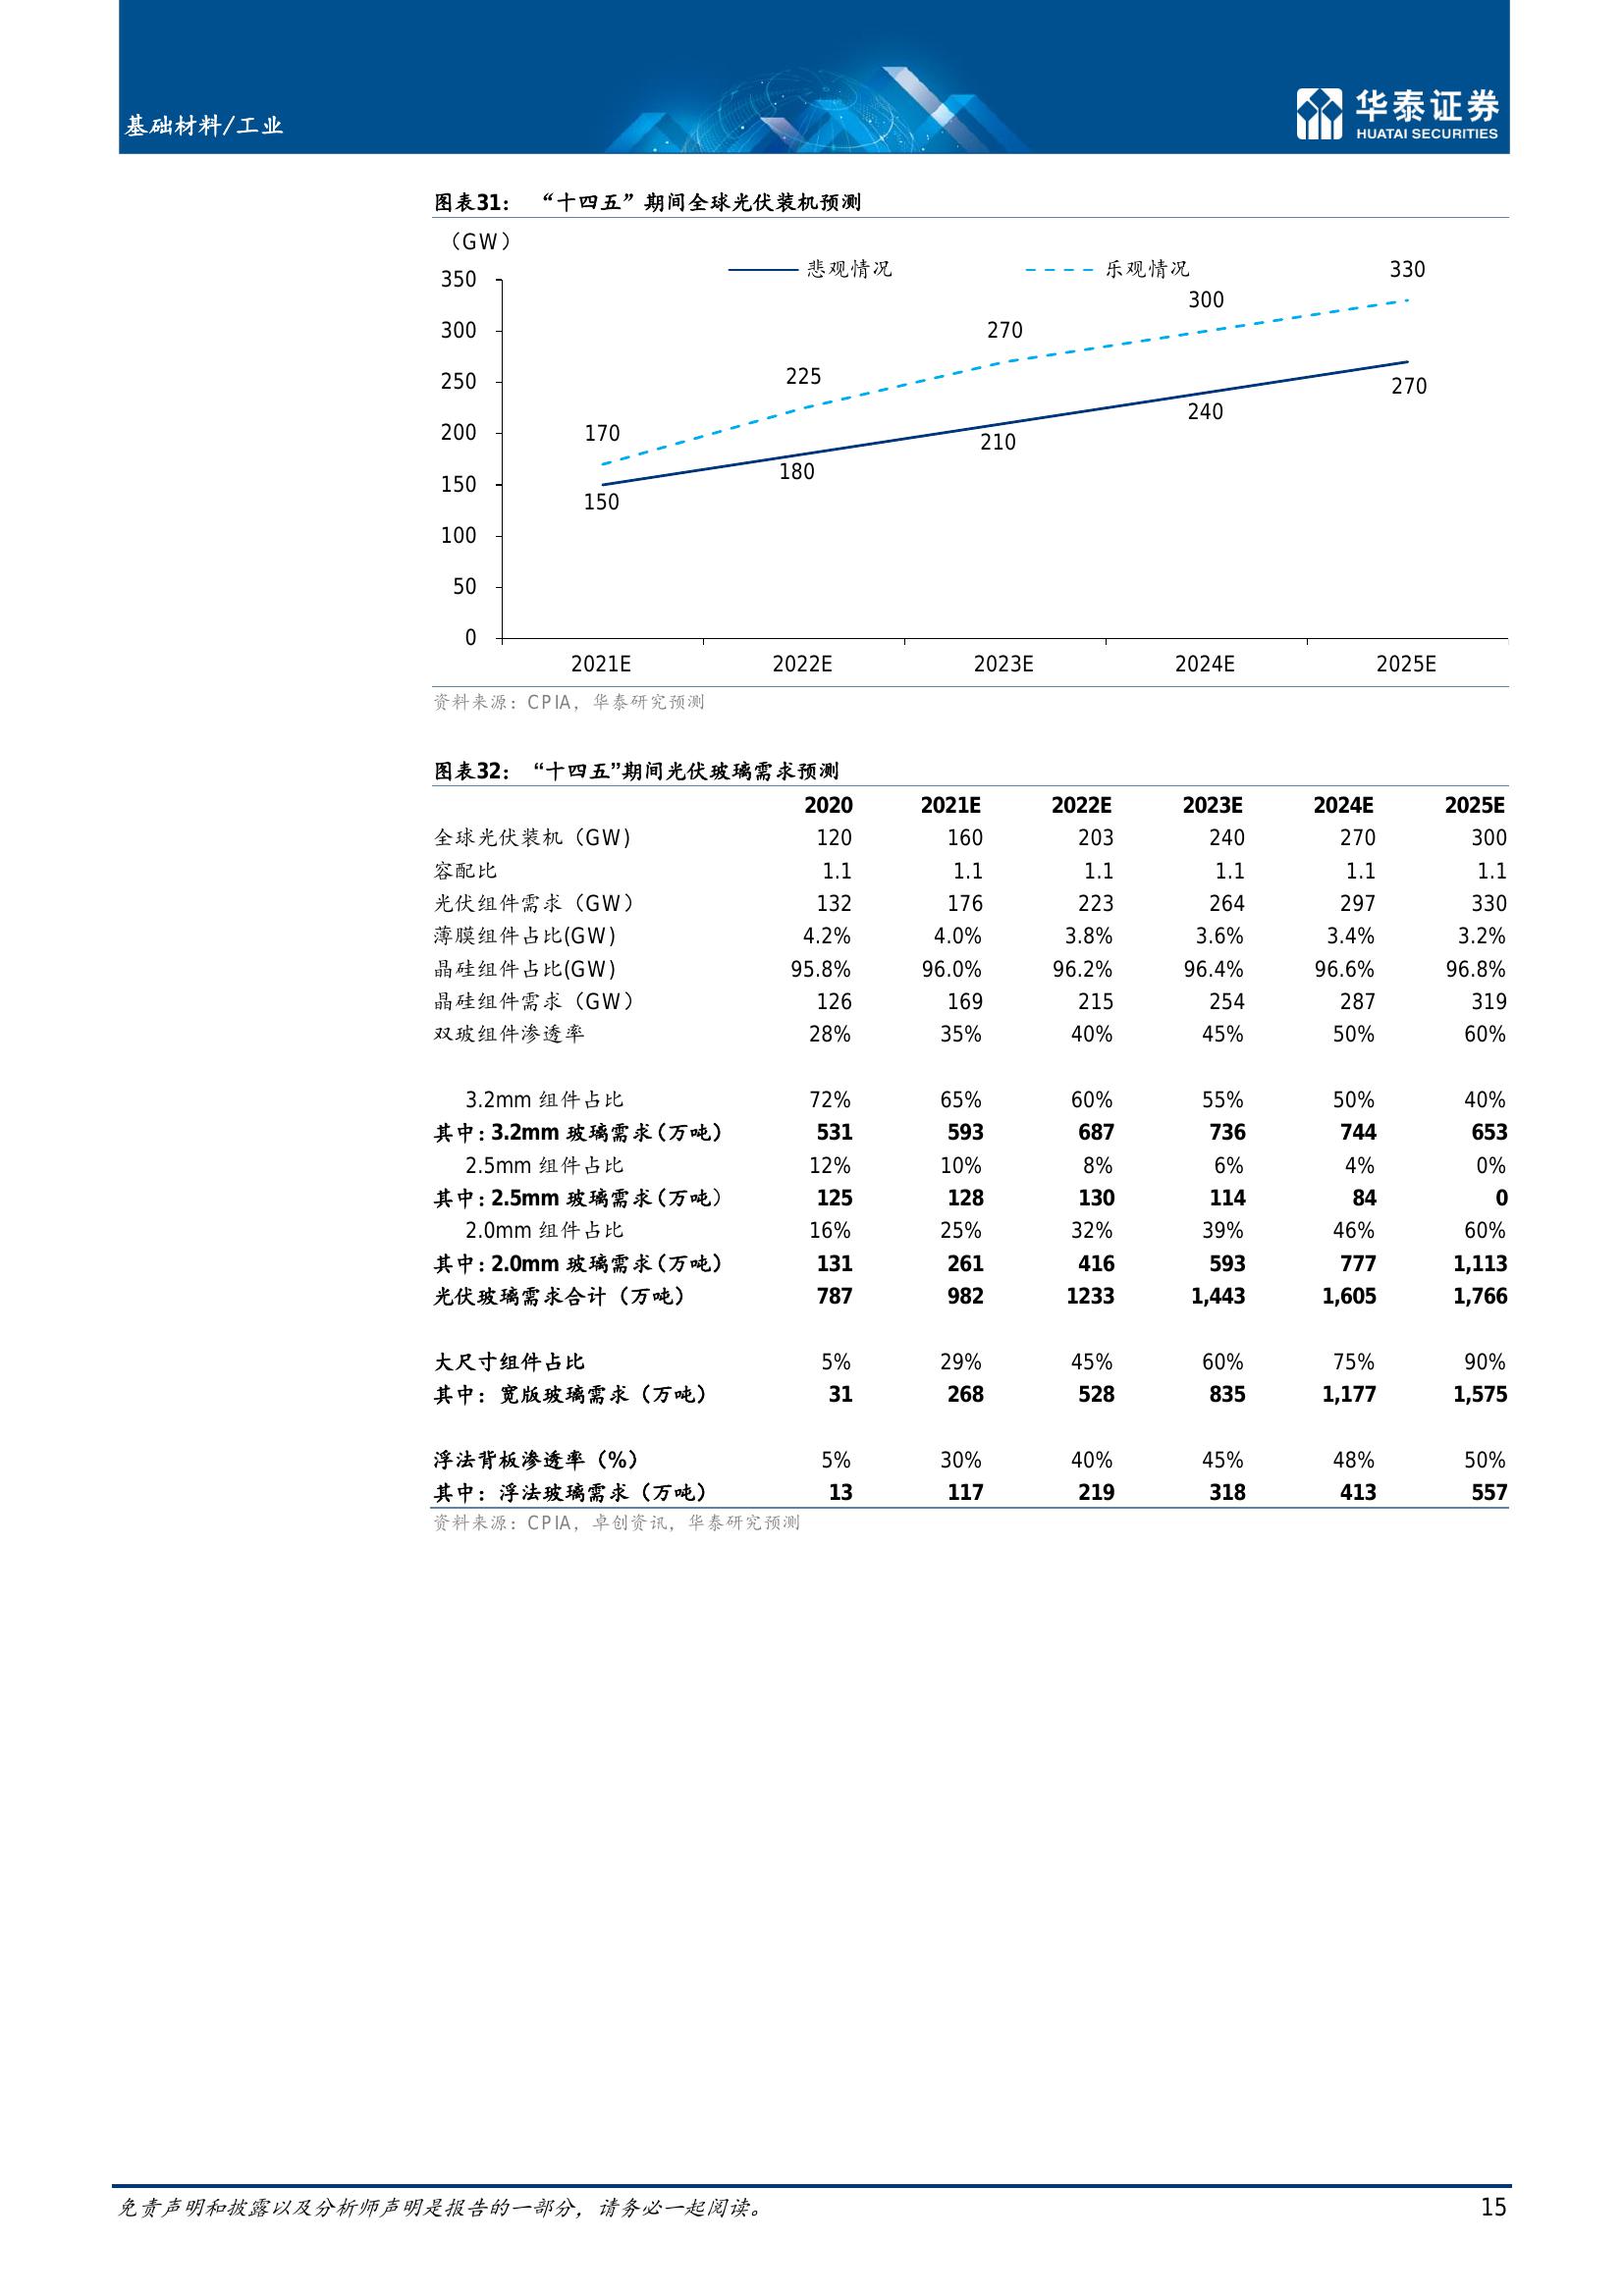 基础材料/工业
华泰证券
HUATAI SECURITIES
图表31： “十四五”期间全球光伏装机预测
（GW）
悲观情况 乐观情况
350
300
250
200
150
100
50
0
170 225 270 300 330
150 180 210 240 270
2021E 2022E 2023E 2024E 2025E
资料来源：CPIA，华泰研究预测
图表32： “十四五”期间光伏玻璃需求预测
2020 2021E 2022E 2023E 2024E 2025E
全球光伏装机（GW） 120 160 203 240 270 300
容配比 1.1 1.1 1.1 1.1 1.1 1.1
光伏组件需求（GW） 132 176 223 264 297 330
薄膜组件占比(GW) 4.2% 4.0% 3.8% 3.6% 3.4% 3.2%
晶硅组件占比(GW) 95.8% 96.0% 96.2% 96.4% 96.6% 96.8%
晶硅组件需求（GW） 126 169 215 254 287 319
双玻组件渗透率 28% 35% 40% 45% 50% 60%
3.2mm 组件占比 72% 65% 60% 55% 50% 40%
其中：3.2mm 玻璃需求（万吨） 531 593 687 736 744 653
2.5mm 组件占比 12% 10% 8% 6% 4% 0%
其中：2.5mm 玻璃需求（万吨） 125 128 130 114 84 0
2.0mm 组件占比 16% 25% 32% 39% 46% 60%
其中：2.0mm 玻璃需求（万吨） 131 261 416 593 777 1,113
光伏玻璃需求合计（万吨） 787 982 1233 1,443 1,605 1,766
大尺寸组件占比 5% 29% 45% 60% 75% 90%
其中：宽版玻璃需求（万吨） 31 268 528 835 1,177 1,575
浮法背板渗透率（%） 5% 30% 40% 45% 48% 50%
其中：浮法玻璃需求（万吨） 13 117 219 318 413 557
资料来源：CPIA，卓创资讯，华泰研究预测
免责声明和披露以及分析师声明是报告的一部分，请务必一起阅读。 15